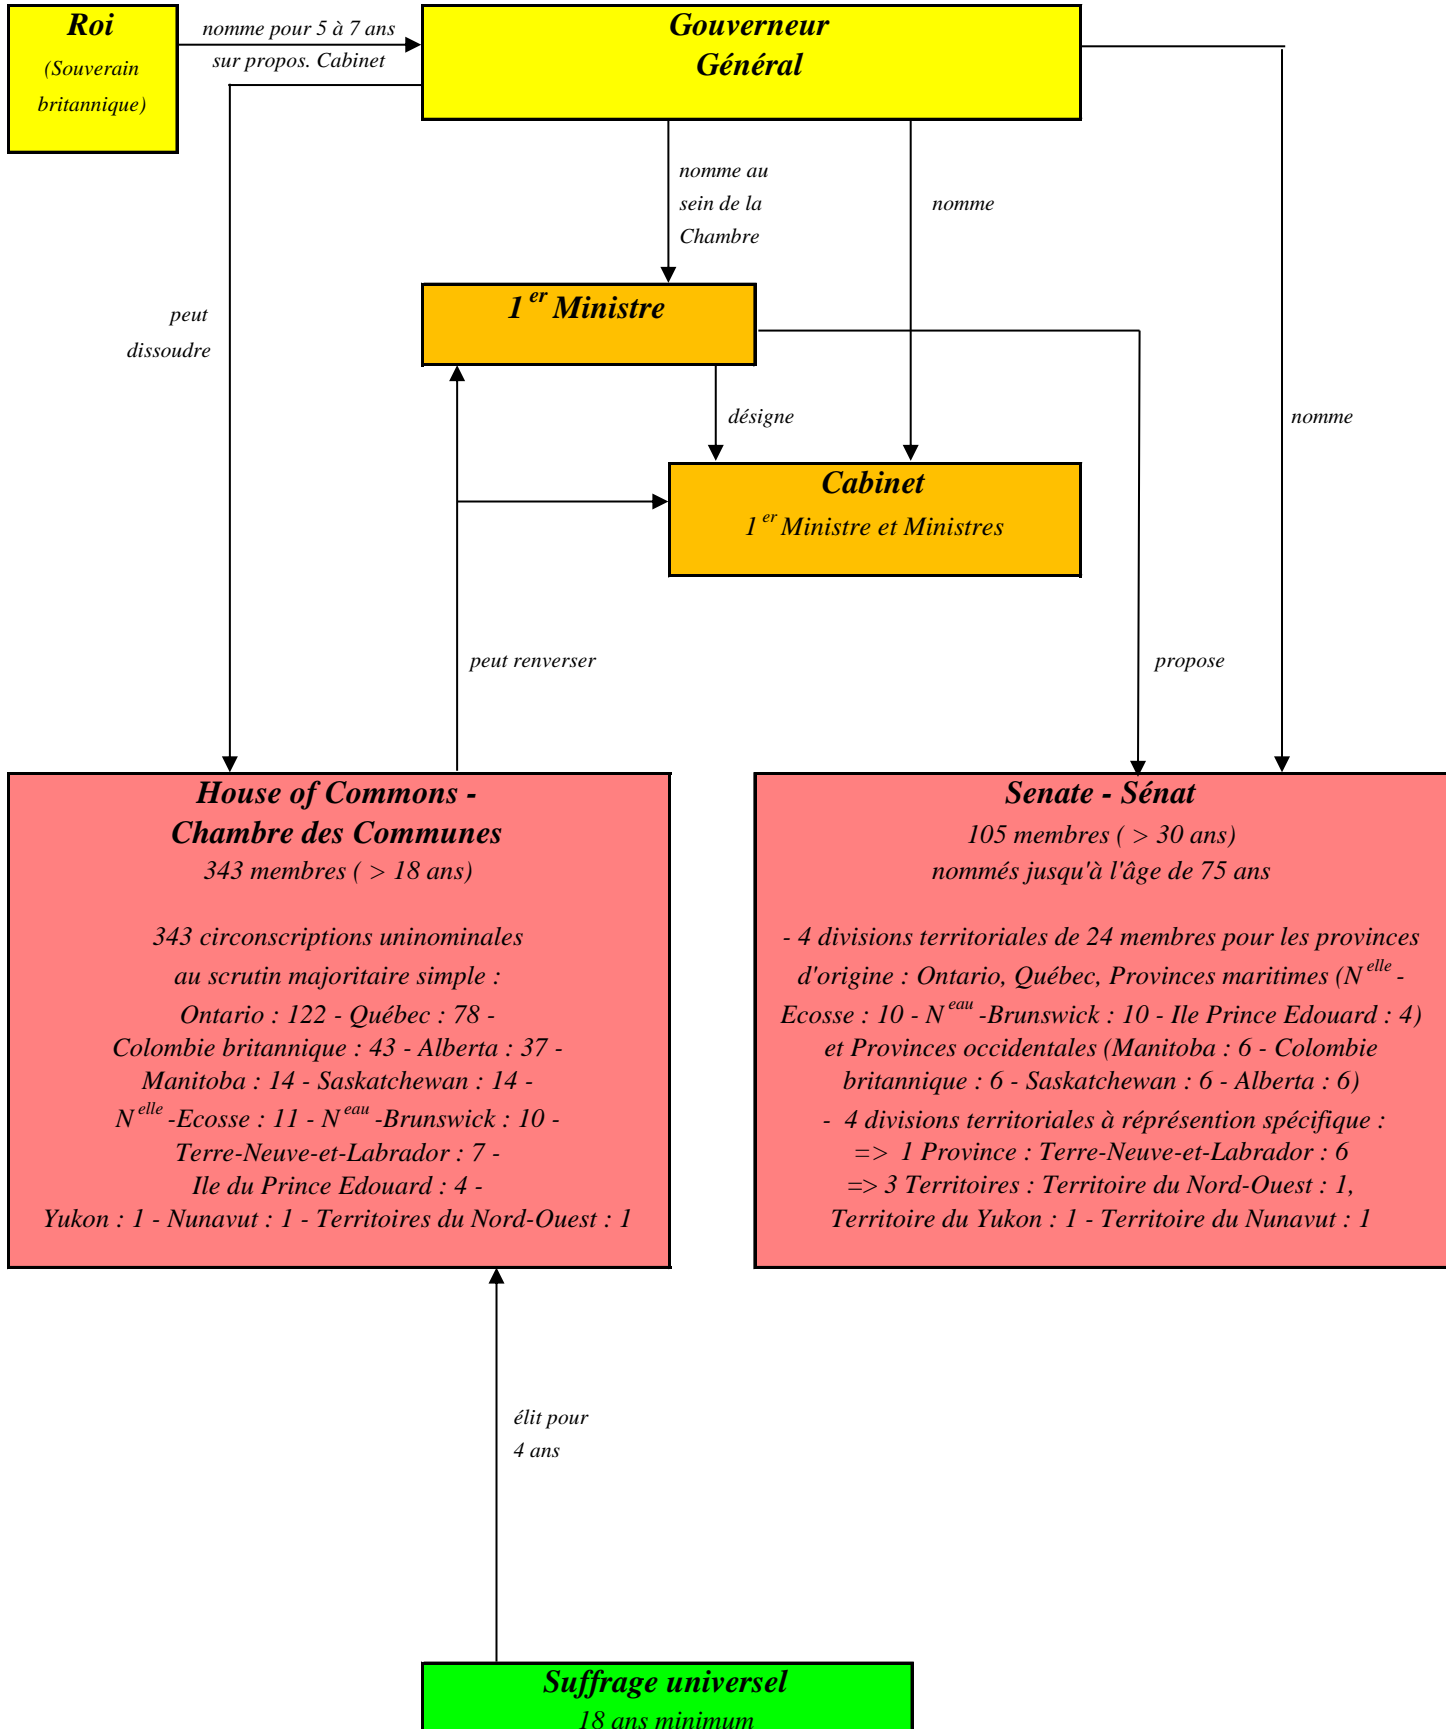 Roi
(Souverain
britannique)
nomme pour 5 à 7 ans
sur propos. Cabinet
Gouverneur
Général
nomme au
sein de la
Chambre
nomme
peut
dissoudre
1er Ministre
désigne
nomme
Cabinet
1er Ministre et Ministres
peut renverser
propose
House of Commons -
Chambre des Communes
343 membres ( > 18 ans)
343 circonscriptions uninominales
au scrutin majoritaire simple :
Ontario : 122 - Québec : 78 -
Colombie britannique : 43 - Alberta : 37 -
Manitoba : 14 - Saskatchewan : 14 -
Nelle -Ecosse : 11 - Neau -Brunswick : 10 -
Terre-Neuve-et-Labrador : 7 -
Ile du Prince Edouard : 4 -
Yukon : 1 - Nunavut : 1 - Territoires du Nord-Ouest : 1
Senate - Sénat
105 membres ( > 30 ans)
nommés jusqu'à l'âge de 75 ans
- 4 divisions territoriales de 24 membres pour les provinces
d'origine : Ontario, Québec, Provinces maritimes (Nelle -
Ecosse : 10 - Neau -Brunswick : 10 - Ile Prince Edouard : 4)
et Provinces occidentales (Manitoba : 6 - Colombie
britannique : 6 - Saskatchewan : 6 - Alberta : 6)
- 4 divisions territoriales à réprésention spécifique :
=> 1 Province : Terre-Neuve-et-Labrador : 6
=> 3 Territoires : Territoire du Nord-Ouest : 1,
Territoire du Yukon : 1 - Territoire du Nunavut : 1
élit pour
4 ans
Suffrage universel
18 ans minimum